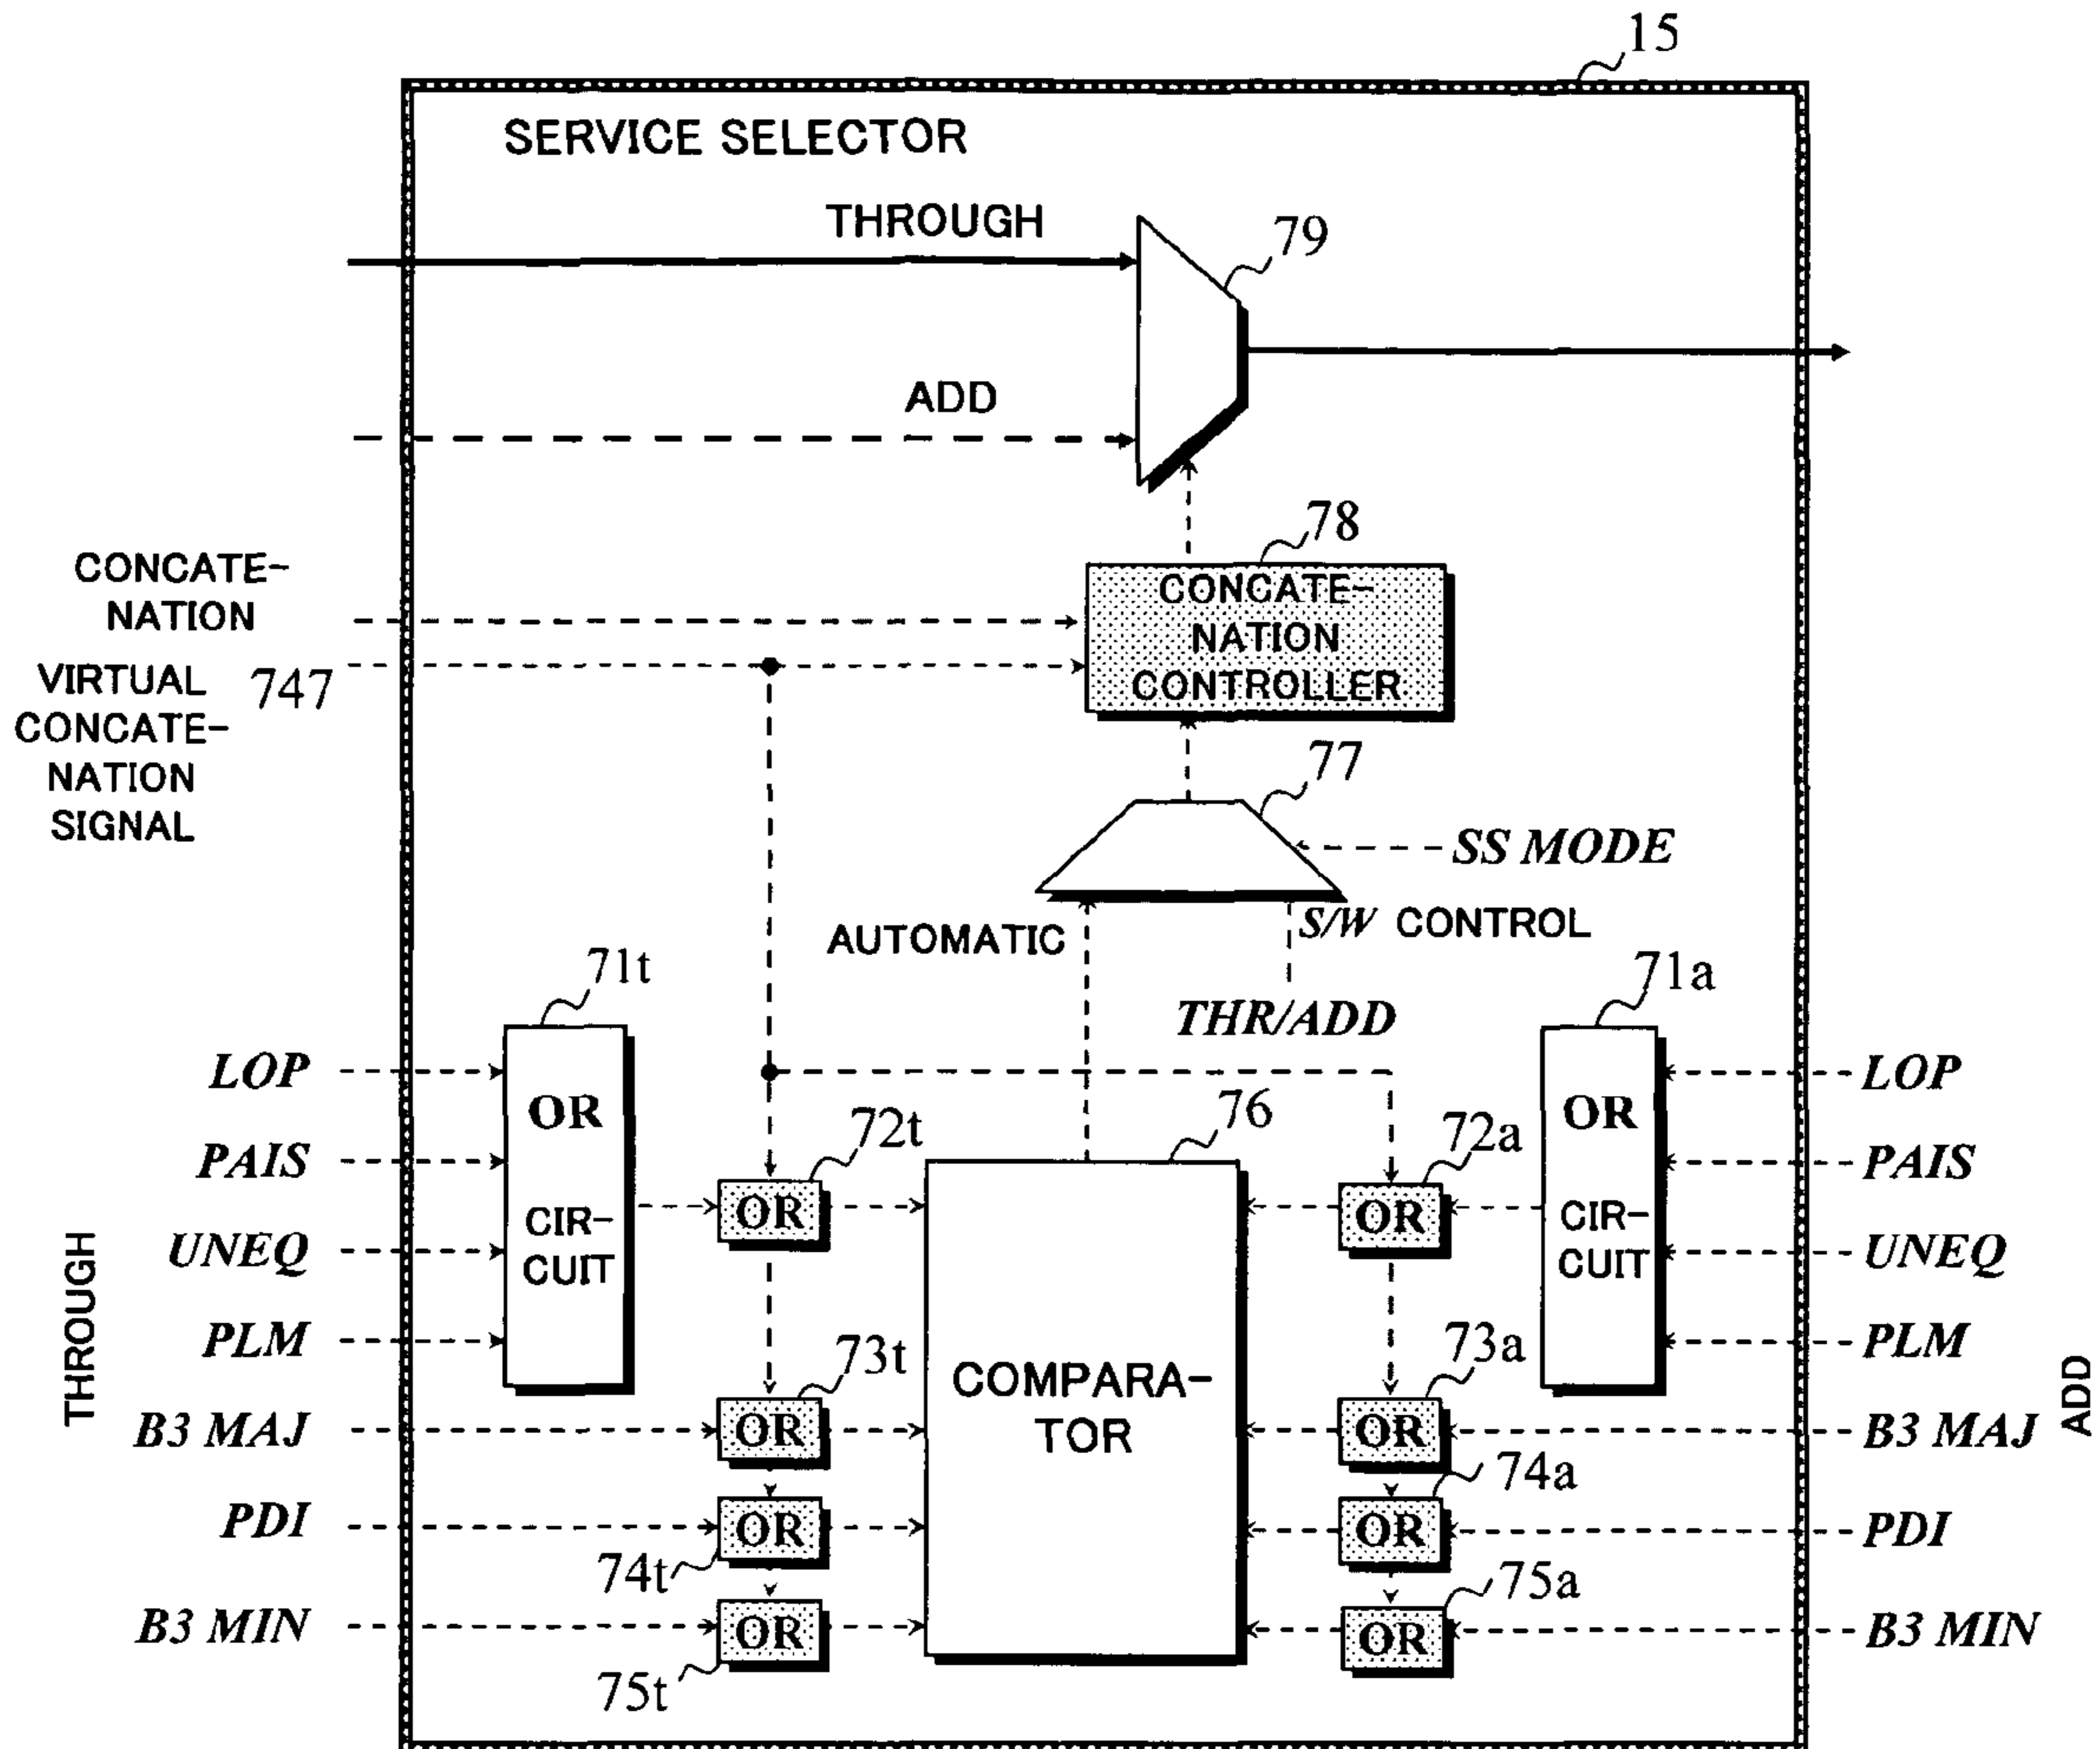 15
SERVICE SELECTOR
THROUGH
79
ADD
78
CONCATE-
NATION
CONCATE-
NATION
CONTROLLER
VIRTUAL
CONCATE-
NATION
SIGNAL
747
77
SS MODE
AUTOMATIC
S/W CONTROL
THR/ADD
71t
71a
OR
CIR-
CUIT
OR
CIR-
CUIT
76
72t
72a
OR
OR
COMPARA-
TOR
THROUGH
LOP
PAIS
UNEQ
PLM
B3 MAJ
PDI
B3 MIN
73t
OR
OR
74t
OR
75t
73a
OR
74a
OR
75a
OR
LOP
PAIS
UNEQ
PLM
B3 MAJ
PDI
B3 MIN
ADD